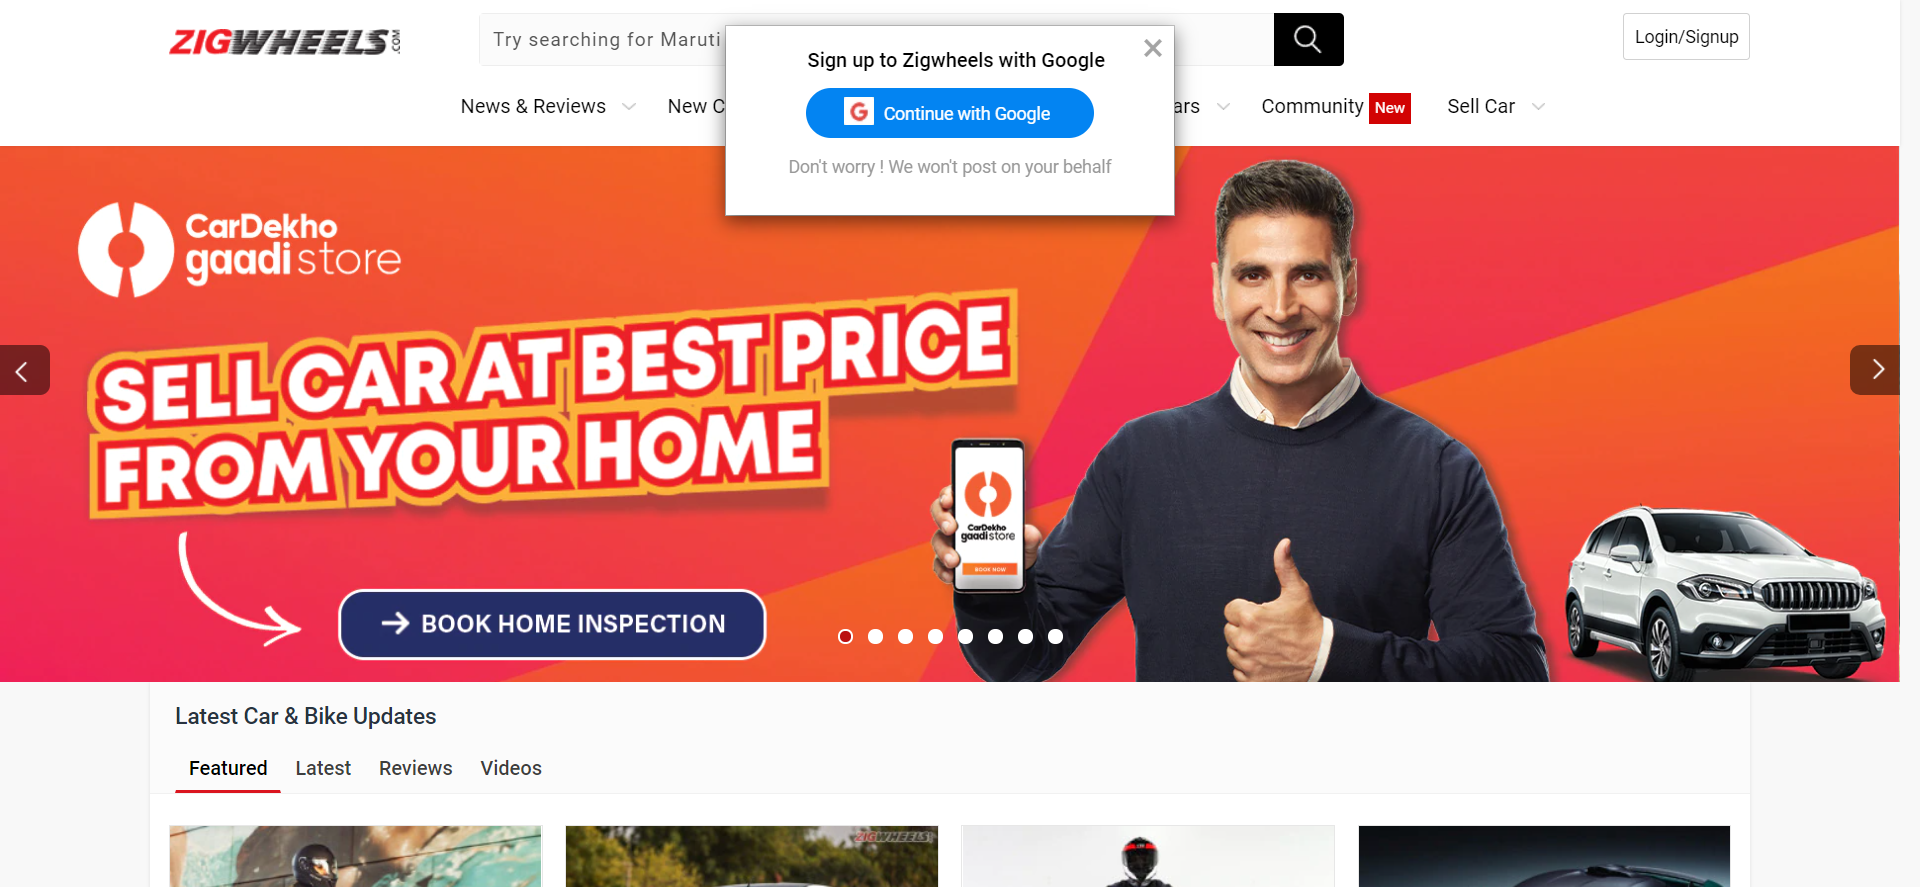 ZIGWHEELS.COM
Try searching for Maruti
Login/Signup
Sign up to Zigwheels with Google
Continue with Google
Don't worry ! We won't post on your behalf
News & Reviews
New C
ars
Community New
Sell Car
CarDekho
gaadi store
SELL CAR AT BEST PRICE
FROM YOUR HOME
BOOK HOME INSPECTION
CarDekho
gaadi store
BOOK NOW
Latest Car & Bike Updates
Featured Latest Reviews Videos
ZIGWHEELS